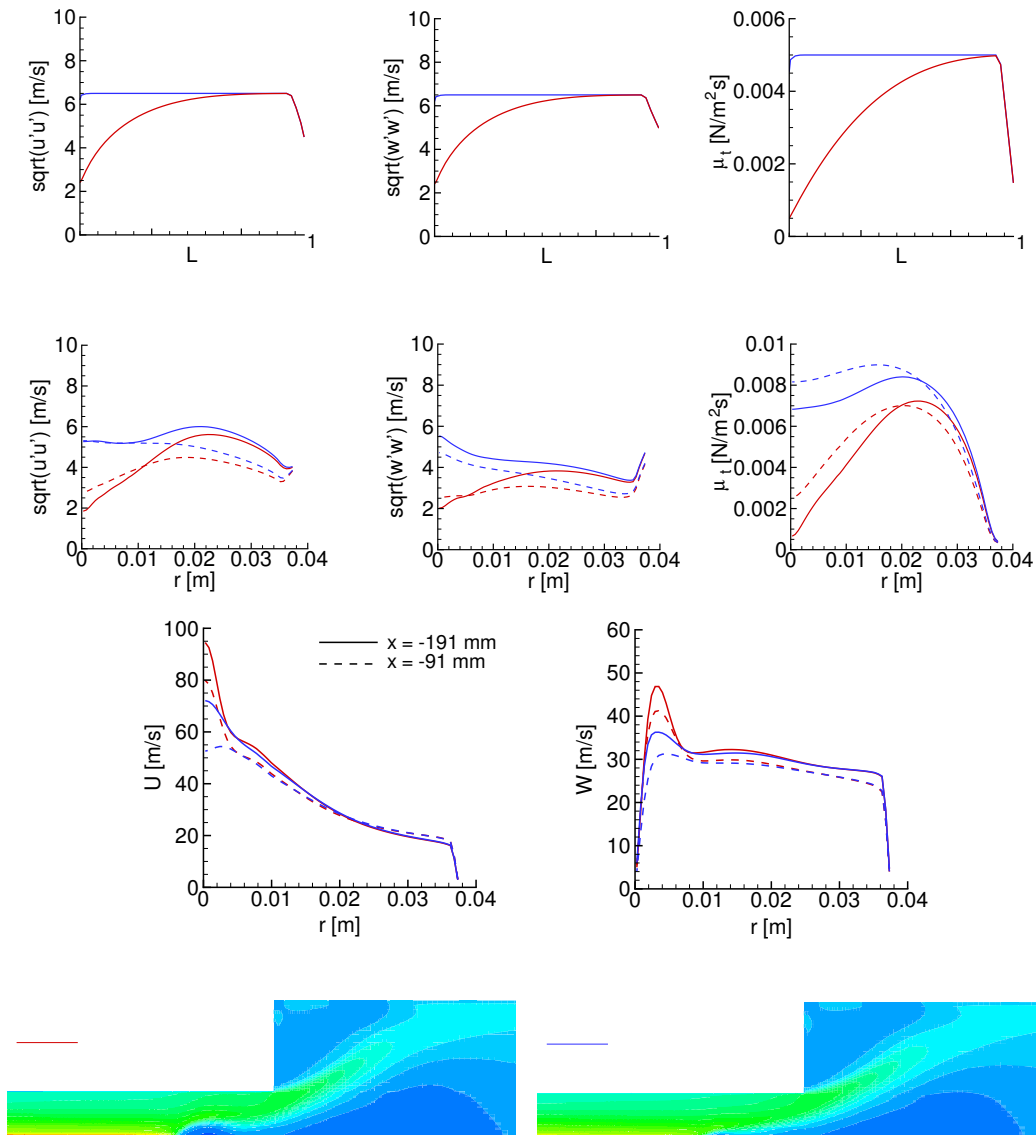 10
8
6
4
2
0
sqrt(u'u') [m/s]
L
1
10
8
6
4
2
0
sqrt(w'w') [m/s]
L
1
0.006
0.004
0.002
0
μ t [N/m²s]
L
1
10
8
6
4
2
0
sqrt(u'u') [m/s]
0 0.01 0.02 0.03 0.04
r [m]
10
8
6
4
2
0
sqrt(w'w') [m/s]
0 0.01 0.02 0.03 0.04
r [m]
0.01
0.008
0.006
0.004
0.002
0
μ t [N/m²s]
0 0.01 0.02 0.03 0.04
r [m]
100
80
60
40
20
0
U [m/s]
0 0.01 0.02 0.03 0.04
r [m]
x = -191 mm
x = -91 mm
60
50
40
30
20
10
0
W [m/s]
0 0.01 0.02 0.03 0.04
r [m]